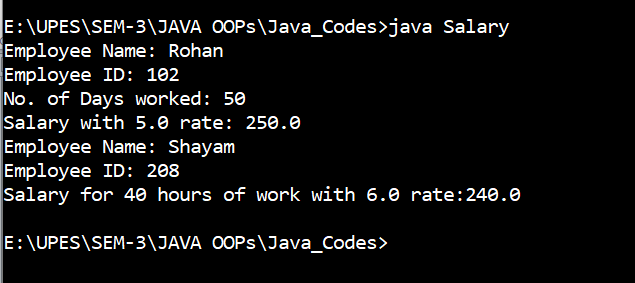 E:\UPES\SEM-3\JAVA OOPs\Java_Codes>java Salary
Employee Name: Rohan
Employee ID: 102
No. of Days worked: 50
Salary with 5.0 rate: 250.0
Employee Name: Shayam
Employee ID: 208
Salary for 40 hours of work with 6.0 rate:240.0
E:\UPES\SEM-3\JAVA OOPs\Java_Codes>